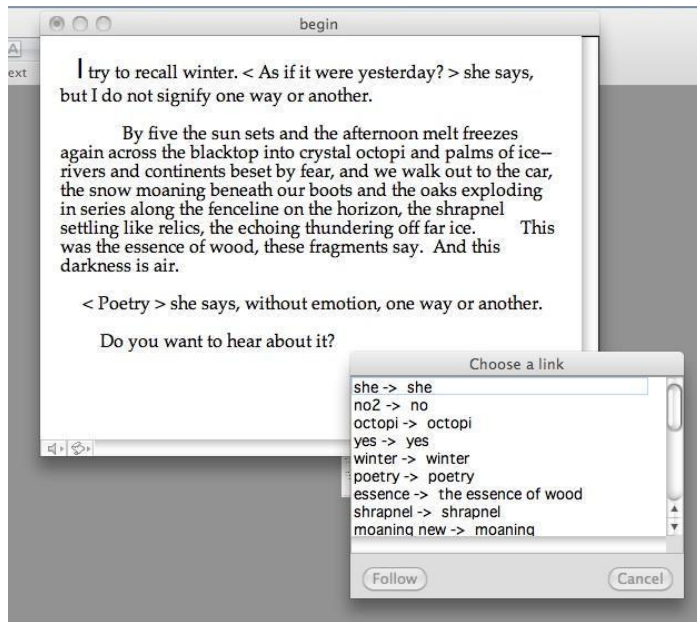 begin
A
ext
I try to recall winter. < As if it were yesterday? > she says,
but I do not signify one way or another.
By five the sun sets and the afternoon melt freezes
again across the blacktop into crystal octopi and palms of ice--
rivers and continents beset by fear, and we walk out to the car,
the snow moaning beneath our boots and the oaks exploding
in series along the fenceline on the horizon, the shrapnel
settling like relics, the echoing thundering off far ice. This
was the essence of wood, these fragments say. And this
darkness is air.
< Poetry > she says, without emotion, one way or another.
Do you want to hear about it?
Choose a link
she -> she
no2 -> no
octopi -> octopi
yes -> yes
winter -> winter
poetry -> poetry
essence -> the essence of wood
shrapnel -> shrapnel
moaning new -> moaning
Follow Cancel